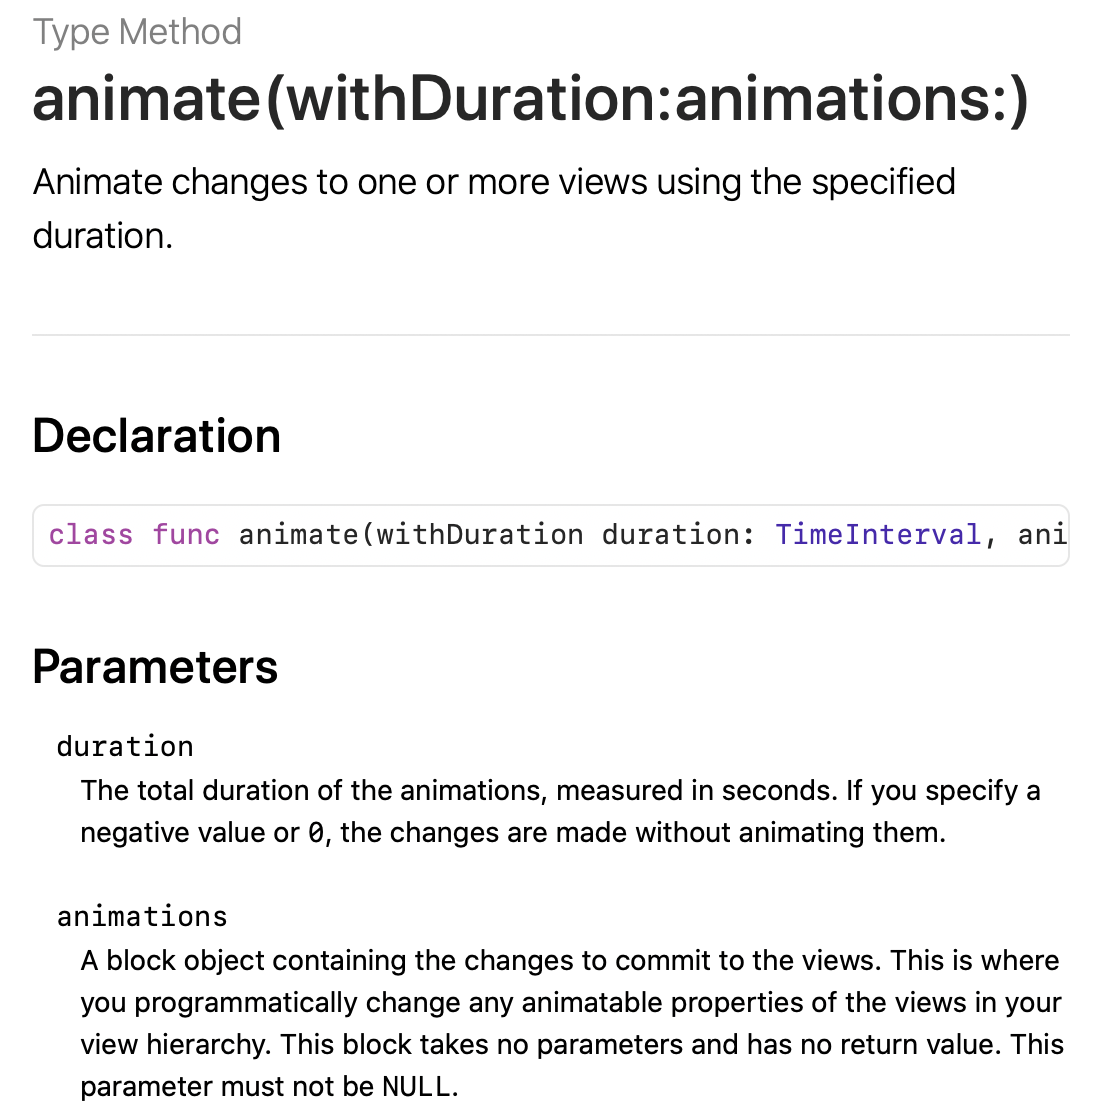 Type Method
animate(withDuration:animations:)
Animate changes to one or more views using the specified
duration.
Declaration
class func animate(withDuration duration: TimeInterval, ani
Parameters
duration
The total duration of the animations, measured in seconds. If you specify a
negative value or 0, the changes are made without animating them.
animations
A block object containing the changes to commit to the views. This is where
you programmatically change any animatable properties of the views in your
view hierarchy. This block takes no parameters and has no return value. This
parameter must not be NULL.